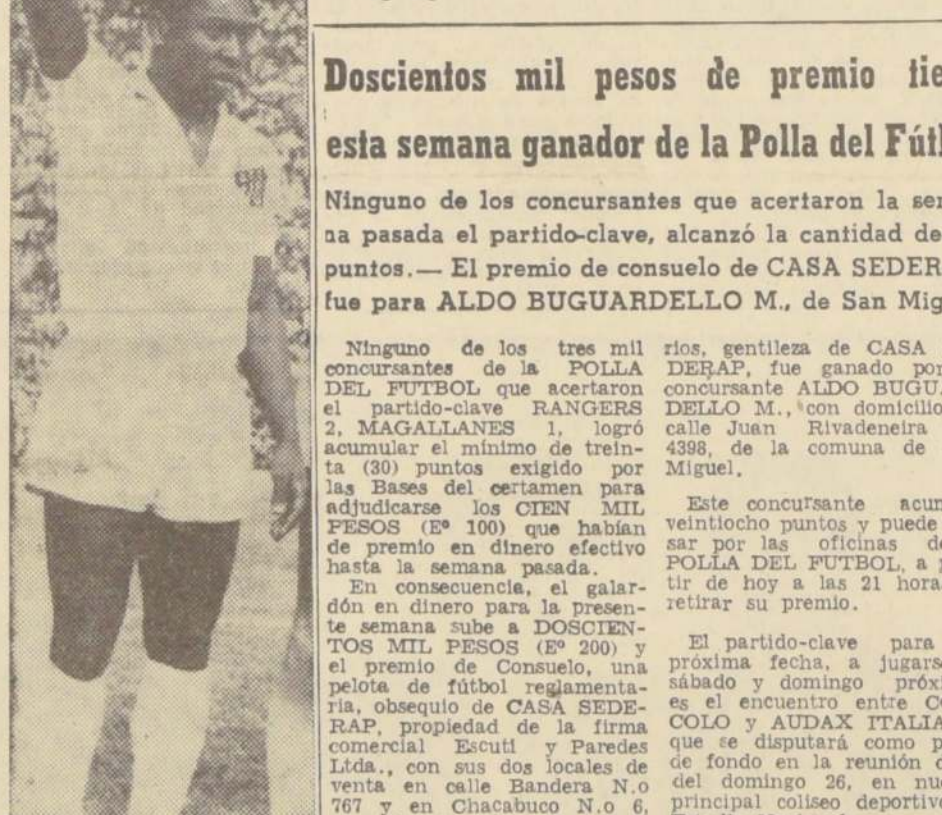 Doscientos mil pesos de premio tie
esta semana ganador de la Polla del Fút
Ninguno de los concursantes que acertaron la se
na pasada el partido-clave, alcanzó la cantidad de
puntos.— El premio de consuelo de CASA SEDER
fue para ALDO BUGUARDELLO M., de San Mig
Ninguno de los tres mil
concursantes de la POLLA
DEL FUTBOL que acertaron
el partido-clave RANGERS
2, MAGALLANES 1, logró
acumular el mínimo de trein-
ta (30) puntos exigido por
las Bases del certamen para
adjudicarse los CIEN MIL
PESOS (Eº 100) que habían
de premio en dinero efectivo
hasta la semana pasada.
En consecuencia, el galar-
dón en dinero para la presen-
te semana sube a DOSCIEN-
TOS MIL PESOS (Eº 200) y
el premio de Consuelo, una
pelota de fútbol reglamenta-
ria, obsequio de CASA SEDE-
RAP, propiedad de la firma
comercial Escuti y Paredes
Ltda., con sus dos locales de
venta en calle Bandera N.o
767 y en Chacabuco N.o 6,
rios, gentileza de CASA
DERAP, fue ganado por
concursante ALDO BUGU
DELLO M., con domicilio
calle Juan Rivadeneira
4398, de la comuna de
Miguel.
Este concursante acum
veintiocho puntos y puede
sar por las oficinas de
POLLA DEL FUTBOL, a
tir de hoy a las 21 hora
retirar su premio.
El partido-clave para
próxima fecha, a jugars
sábado y domingo próxi
es el encuentro entre C
COLO y AUDAX ITALIA
que se disputará como p
de fondo en la reunión
del domingo 26, en nu
principal coliseo deportiv